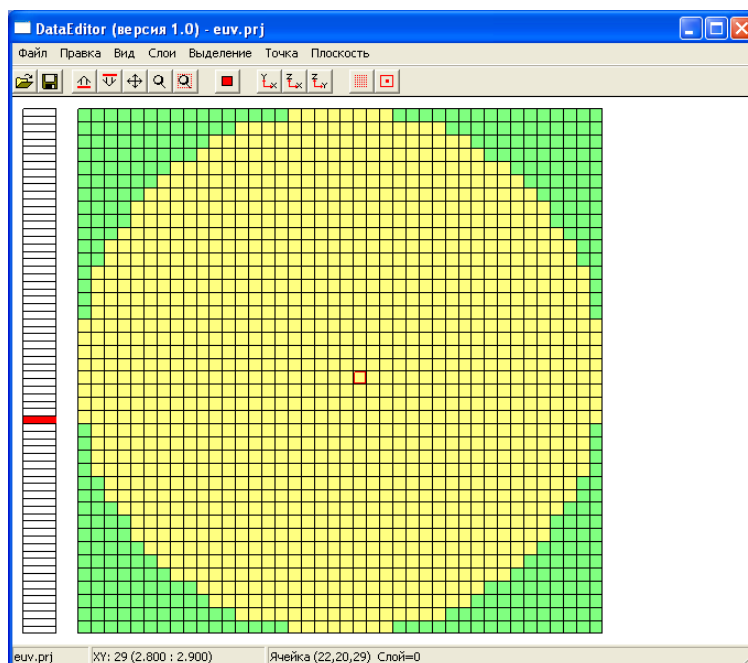 DataEditor (версия 1.0) - euv.prj
Файл Правка Вид Слои Выделение Точка Плоскость
Y X Z X Z Y
euv.prj XY: 29 (2.800 : 2.900) Ячейка (22,20,29) Слой=0